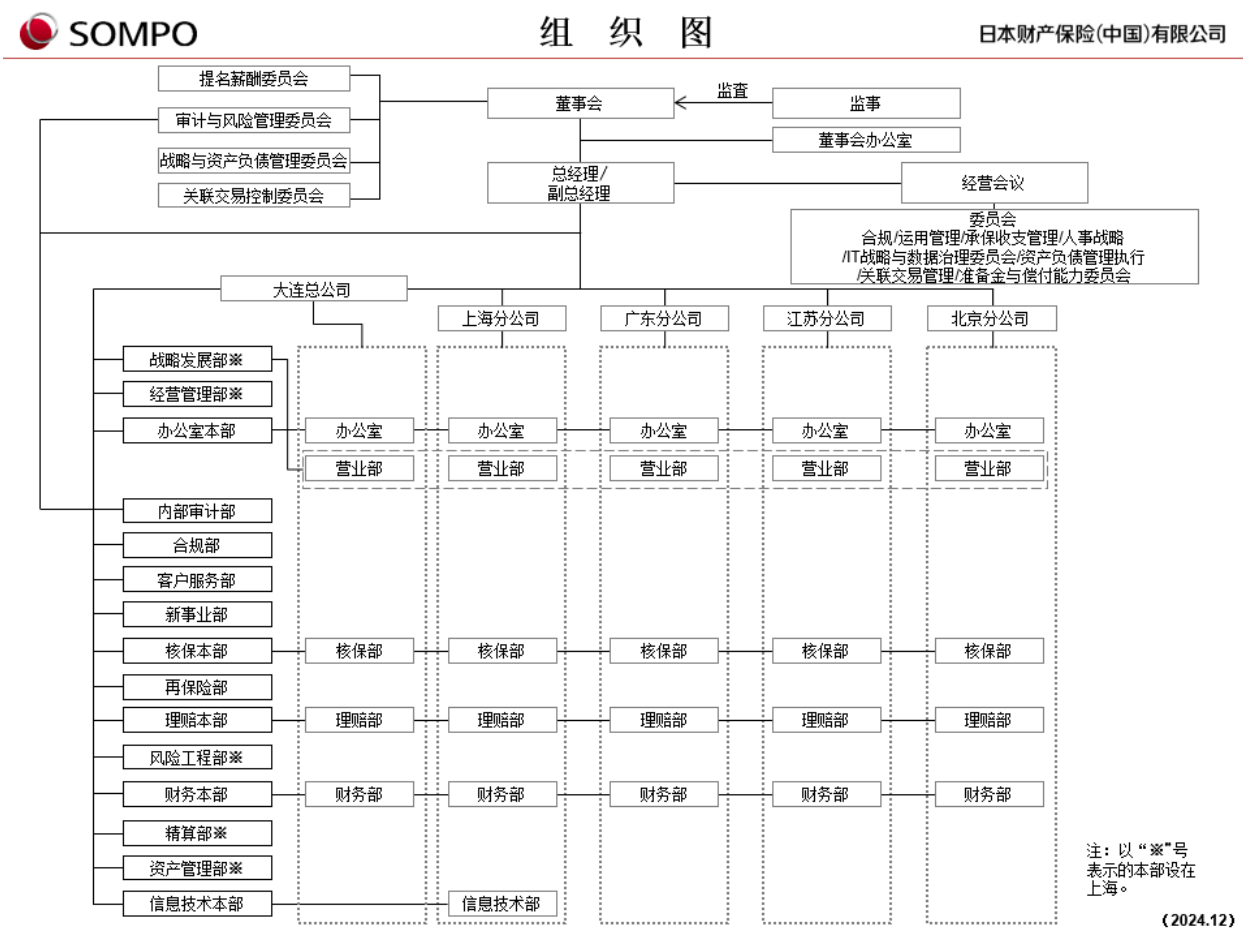 SOMPO
组 织 图
日本财产保险(中国)有限公司
提名薪酬委员会
审计与风险管理委员会
战略与资产负债管理委员会
关联交易控制委员会
董事会
监查
监事
董事会办公室
总经理/
副总经理
经营会议
委员会
合规/运用管理/承保收支管理/人事战略
/IT战略与数据治理委员会/资产负债管理执行
/关联交易管理/准备金与偿付能力委员会
大连总公司
上海分公司
广东分公司
江苏分公司
北京分公司
战略发展部※
经营管理部※
办公室本部
办公室
办公室
办公室
办公室
办公室
营业部
营业部
营业部
营业部
营业部
内部审计部
合规部
客户服务部
新事业部
核保本部
核保部
核保部
核保部
核保部
核保部
再保险部
理赔本部
理赔部
理赔部
理赔部
理赔部
理赔部
风险工程部※
财务本部
财务部
财务部
财务部
财务部
财务部
精算部※
资产管理部※
信息技术本部
信息技术部
注：以“※”号
表示的本部设在
上海。
(2024.12)